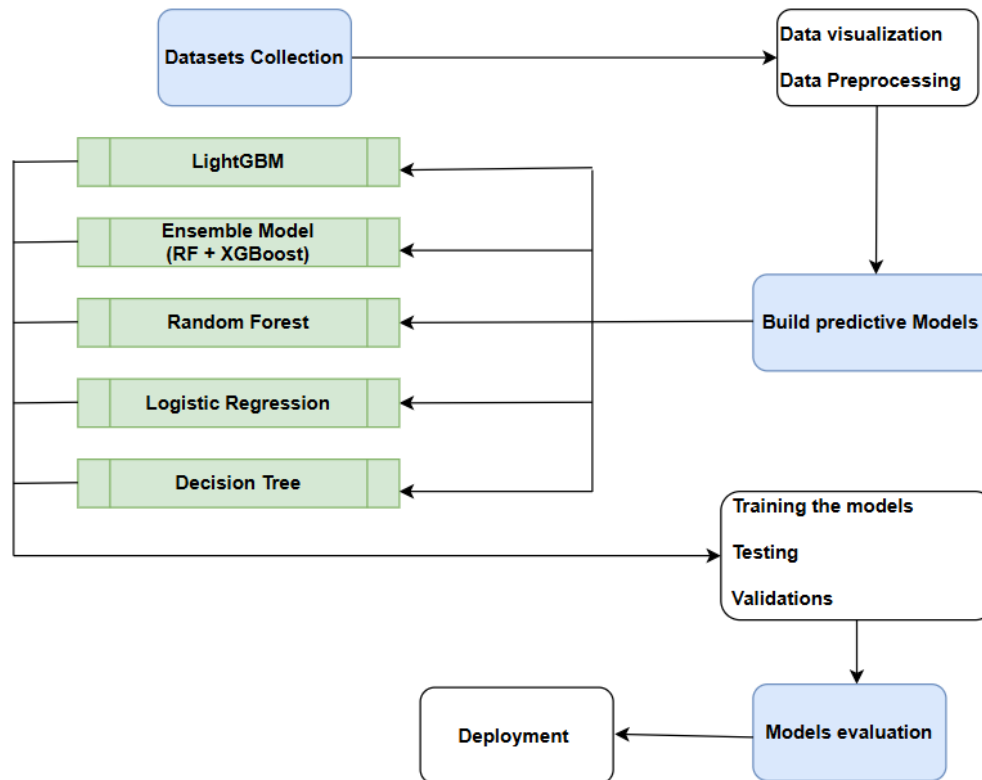 Datasets Collection
Data visualization
Data Preprocessing
LightGBM
Ensemble Model
(RF + XGBoost)
Random Forest
Build predictive Models
Logistic Regression
Decision Tree
Training the models
Testing
Validations
Models evaluation
Deployment